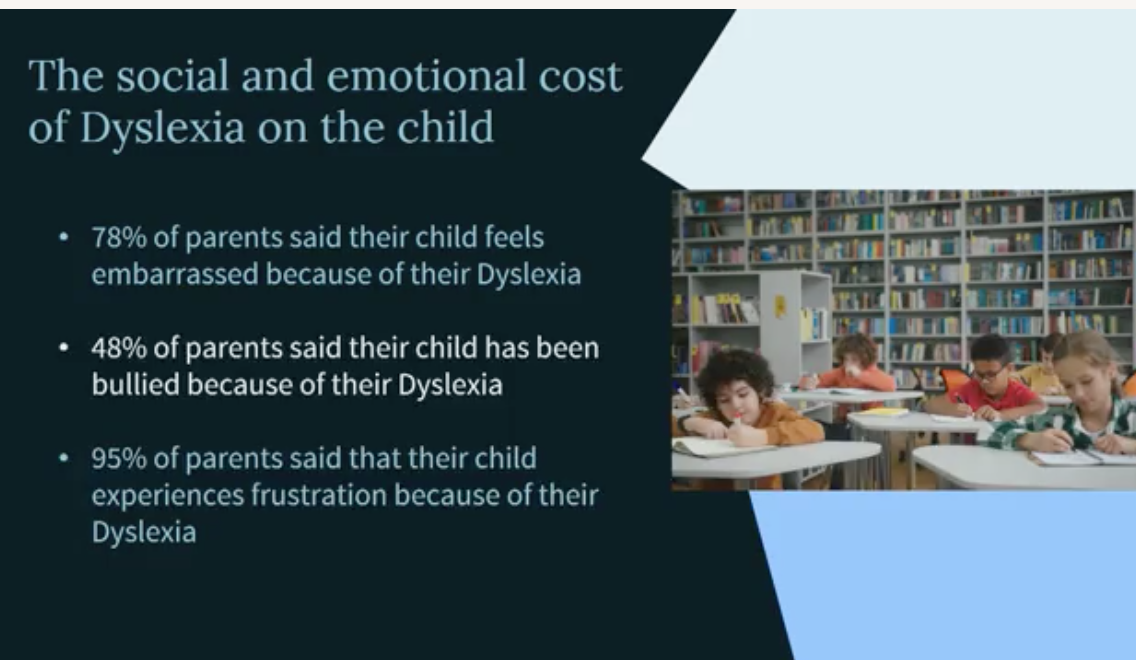 The social and emotional cost
of Dyslexia on the child
• 78% of parents said their child feels
embarrassed because of their Dyslexia
• 48% of parents said their child has been
bullied because of their Dyslexia
• 95% of parents said that their child
experiences frustration because of their
Dyslexia